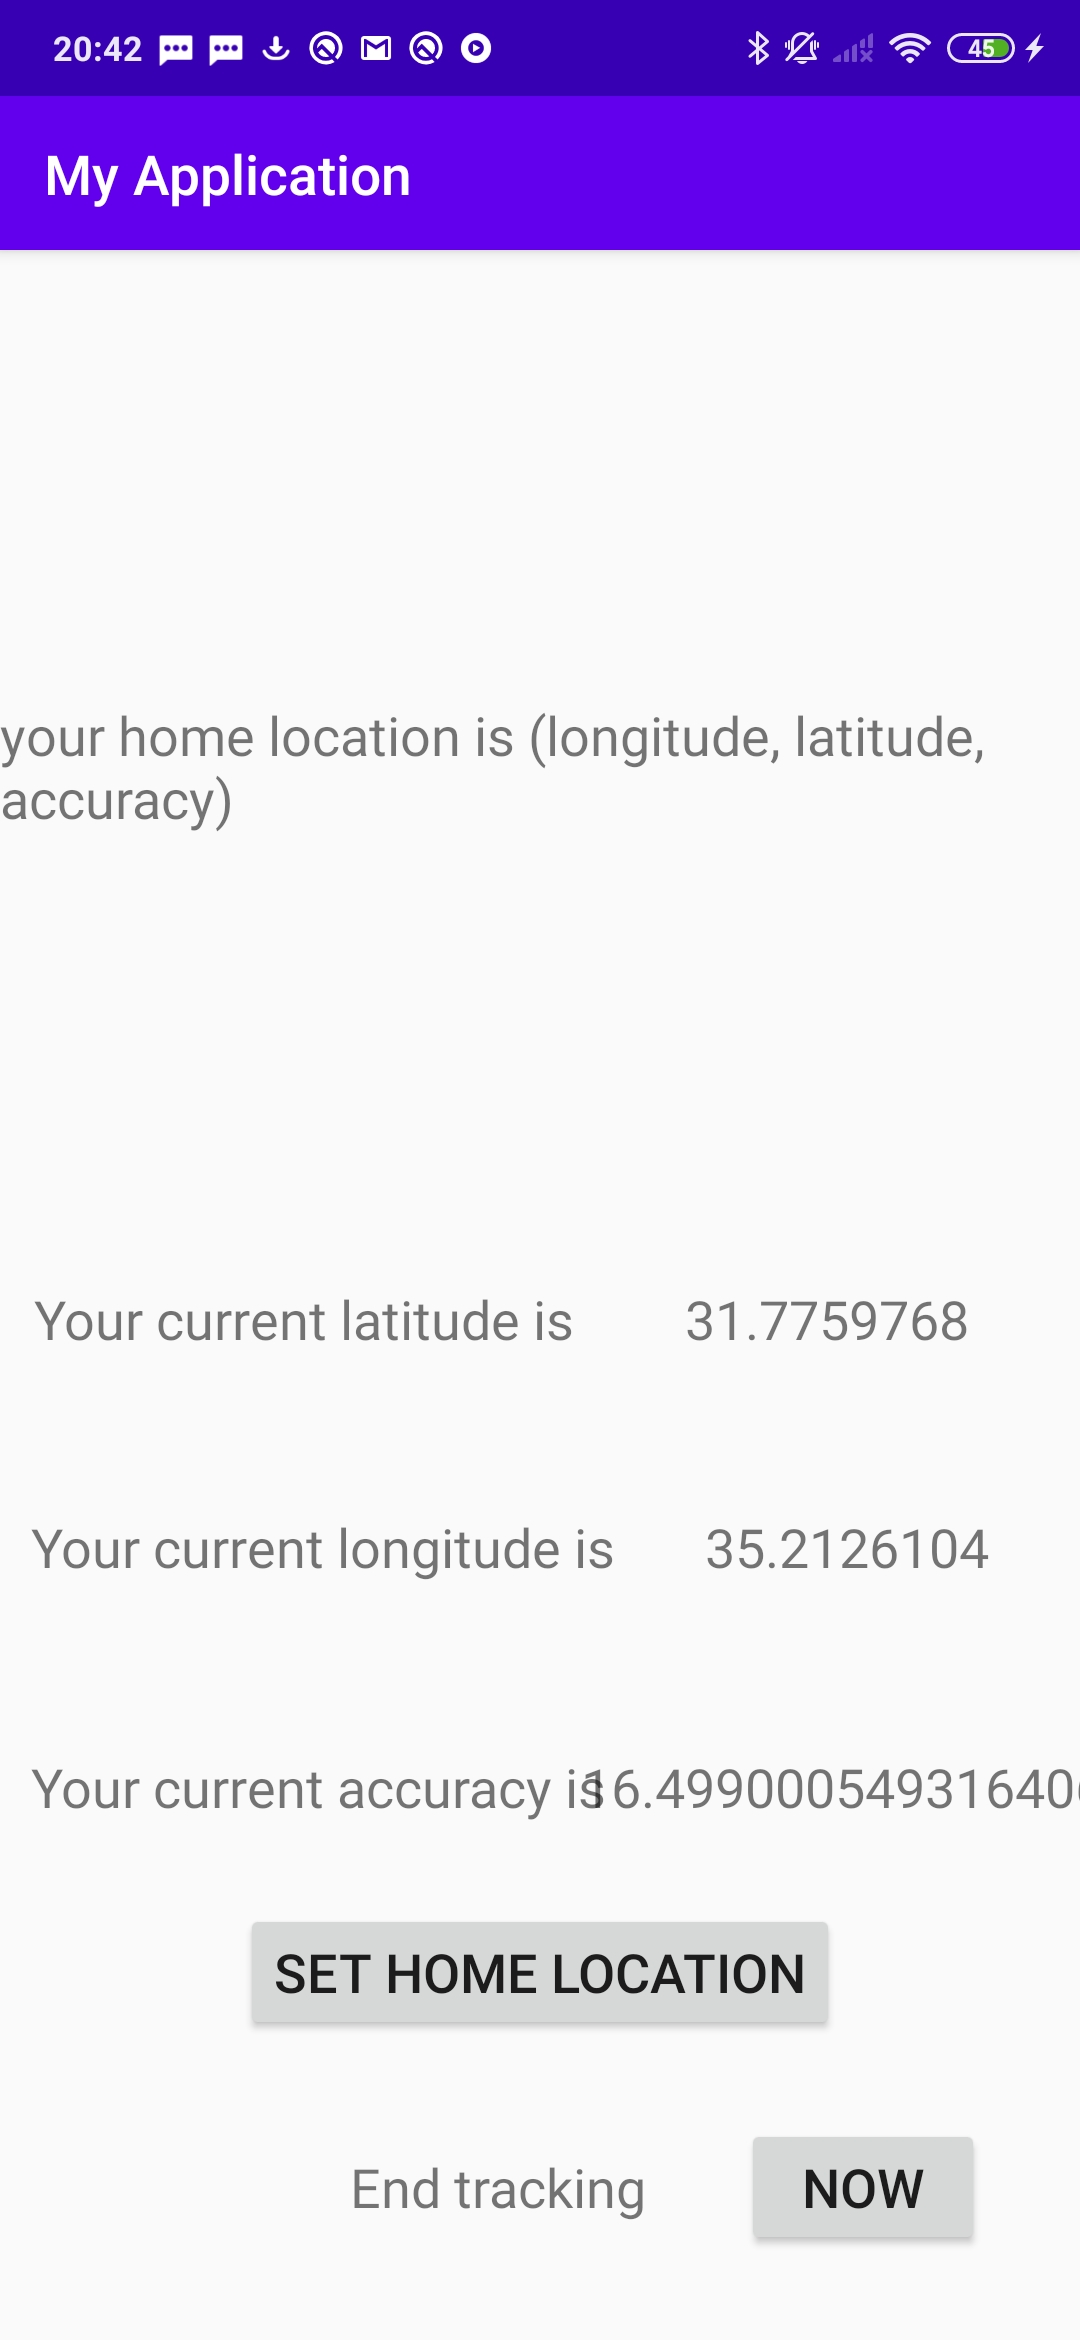 20:42
45
My Application
your home location is (longitude, latitude,
accuracy)
Your current latitude is 31.7759768
Your current longitude is 35.2126104
Your current accuracy is 16.49900054931640
SET HOME LOCATION
End tracking NOW